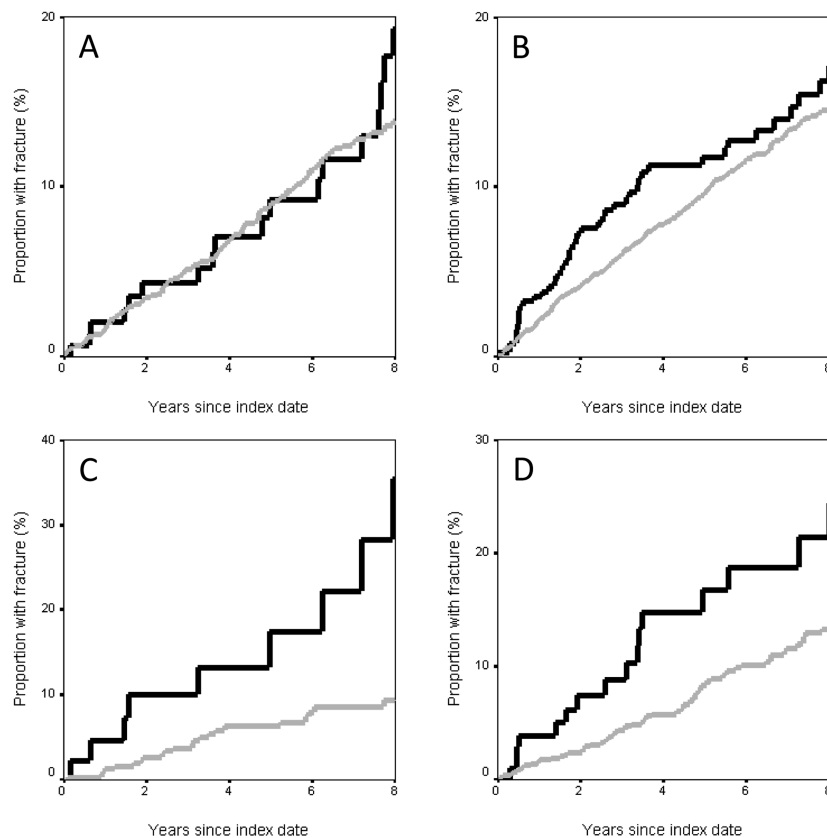 A
Proportion with fracture (%)
20
10
0
0 2 4 6 8
Years since index date
B
Proportion with fracture (%)
20
10
0
0 2 4 6 8
Years since index date
C
Proportion with fracture (%)
40
30
20
10
0
0 2 4 6 8
Years since index date
D
Proportion with fracture (%)
30
20
10
0
0 2 4 6 8
Years since index date